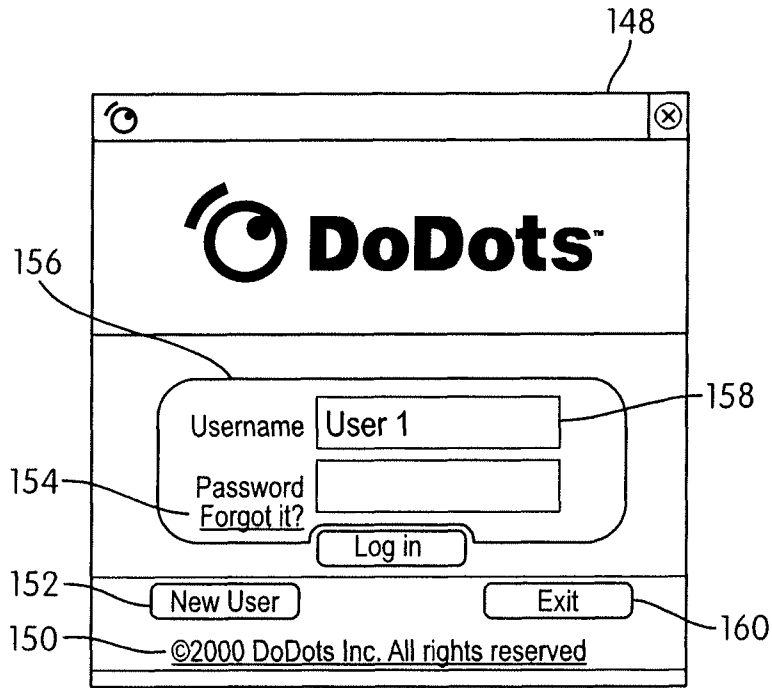 148
DoDots™
156
Username User 1
158
154
Password
Forgot it?
Log in
152
New User
Exit
160
150
©2000 DoDots Inc. All rights reserved